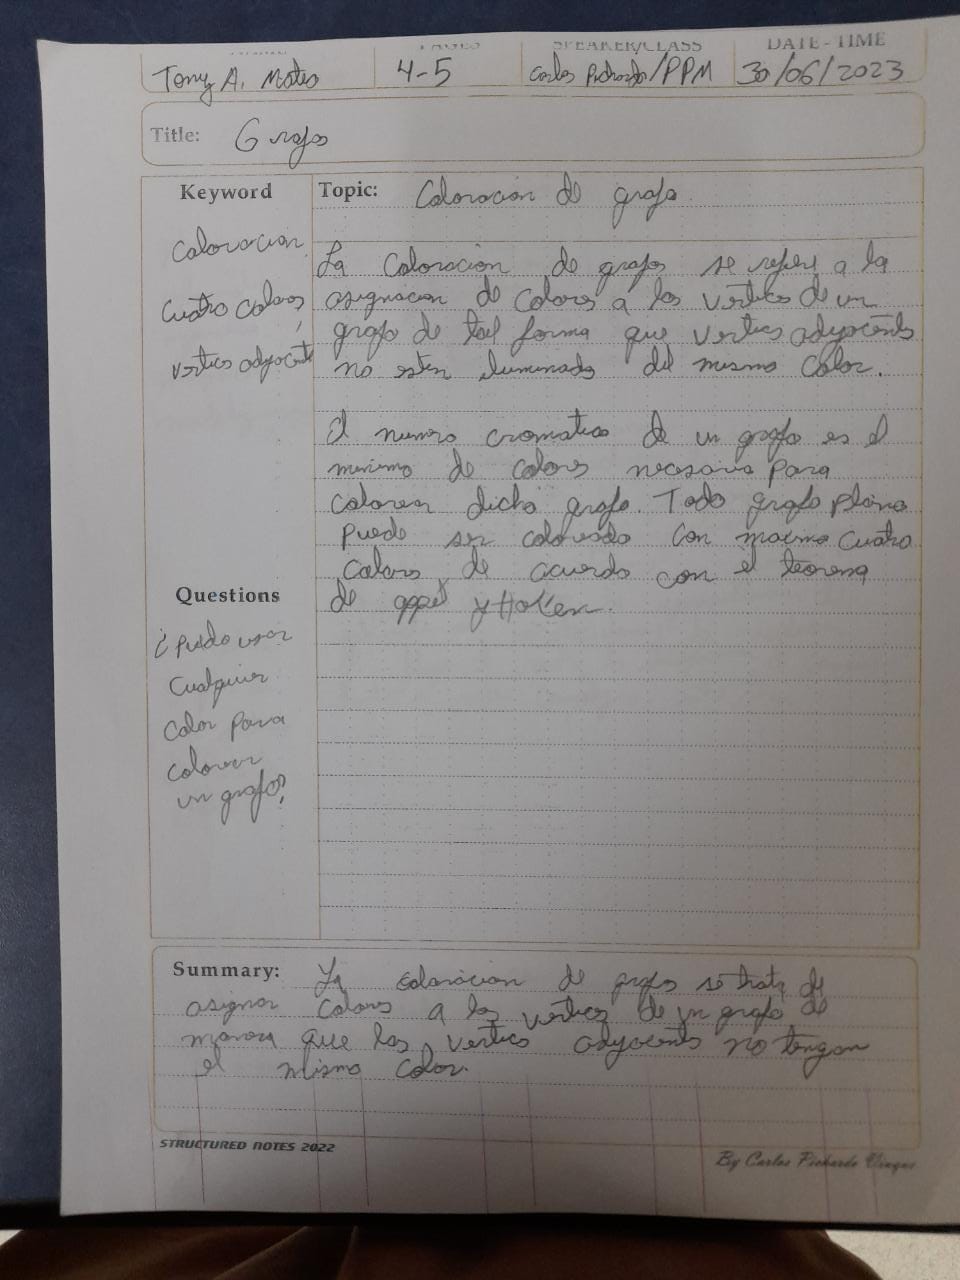 PAGES SPEAKER/CLASS DATE-TIME
Tony A. Mateo 4-5 Carlos Pichardo/PPM 30/06/2023
Title: Grafos
Keyword Topic: Coloracion de grafo
Coloracion
Cuatro colores,
vertices adyacente
La Coloracion de grafos se refiere a la
asignacion de colores a los vertices de un
grafo de tal forma que vertices adyacentes
no esten iluminados del mismo color.
El numero cromatico de un grafo es el
minimo de colores necesario para
colorear dicho grafo. Todo grafo plano
puede ser coloreado con maximo cuatro
colores de acuerdo con el teorema
de appel y Haken.
Questions
¿puedo usar
cualquier
color para
colorear
un grafo?
Summary: La coloracion de grafos se trata de
asignar colores a los vertices de un grafo de
manera que los vertices adyacentes no tengan
el mismo color.
STRUCTURED NOTES 2022
By Carlos Pichardo Vinque